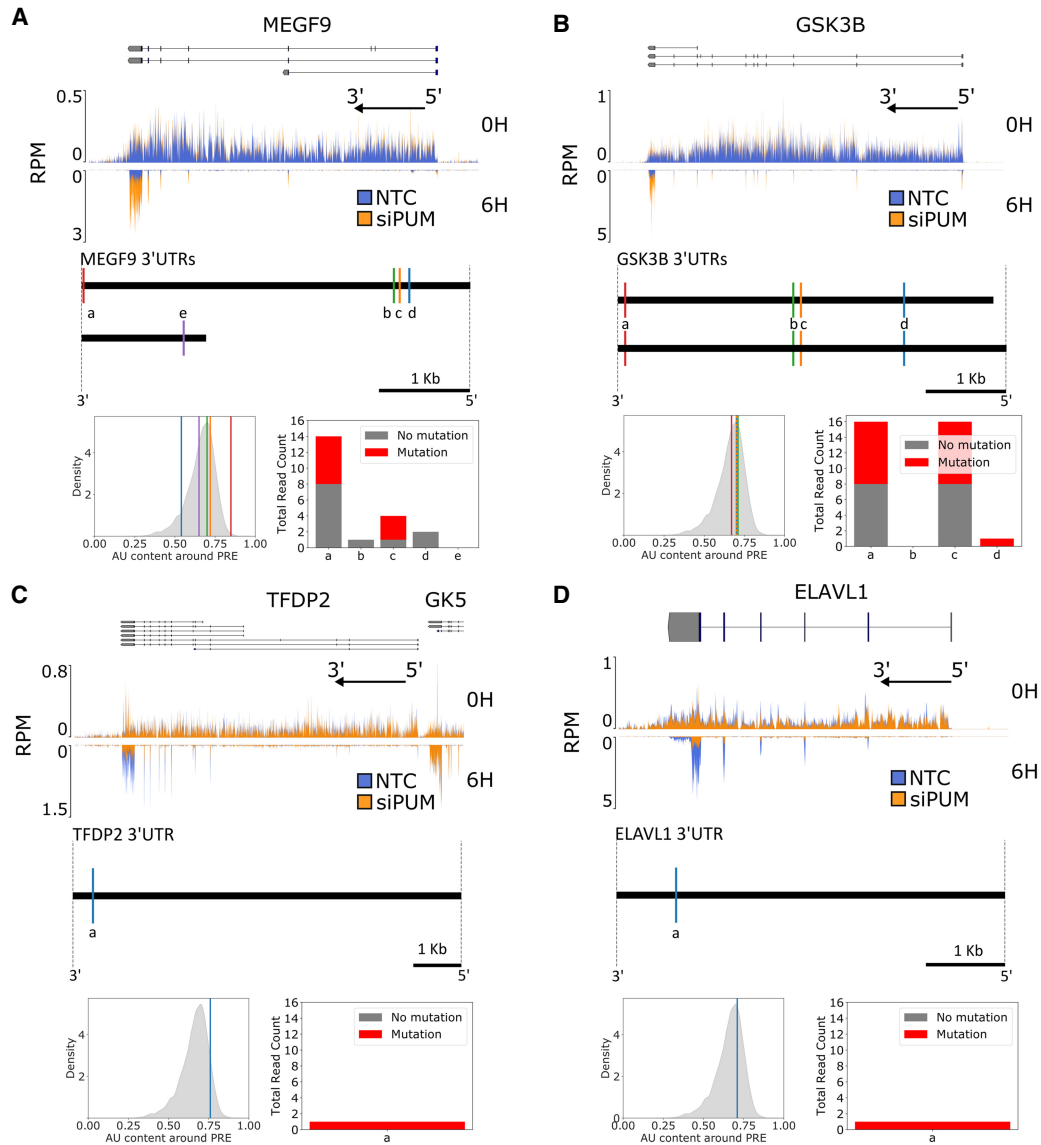 A
MEGF9
0.5
0
0
3
RPM
3' 5'
0H
NTC
siPUM
6H
MEGF9 3'UTRs
a b c d
e
1 Kb
3' 5'
Density
4
2
0.00 0.25 0.50 0.75 1.00
AU content around PRE
Total Read Count
16
14
12
10
8
6
4
2
0
No mutation
Mutation
a b c d e
B
GSK3B
1
0
0
5
RPM
3' 5'
0H
NTC
siPUM
6H
GSK3B 3'UTRs
a b c d
1 Kb
3' 5'
Density
4
2
0.00 0.25 0.50 0.75 1.00
AU content around PRE
Total Read Count
16
14
12
10
8
6
4
2
0
No mutation
Mutation
a b c d
C
TFDP2 GK5
0.8
0
0
1.5
RPM
3' 5'
0H
NTC
siPUM
6H
TFDP2 3'UTR
a
1 Kb
3' 5'
Density
4
2
0.00 0.25 0.50 0.75 1.00
AU content around PRE
Total Read Count
16
14
12
10
8
6
4
2
0
No mutation
Mutation
a
D
ELAVL1
1
0
0
5
RPM
3' 5'
0H
NTC
siPUM
6H
ELAVL1 3'UTR
a
1 Kb
3' 5'
Density
4
2
0.00 0.25 0.50 0.75 1.00
AU content around PRE
Total Read Count
16
14
12
10
8
6
4
2
0
No mutation
Mutation
a